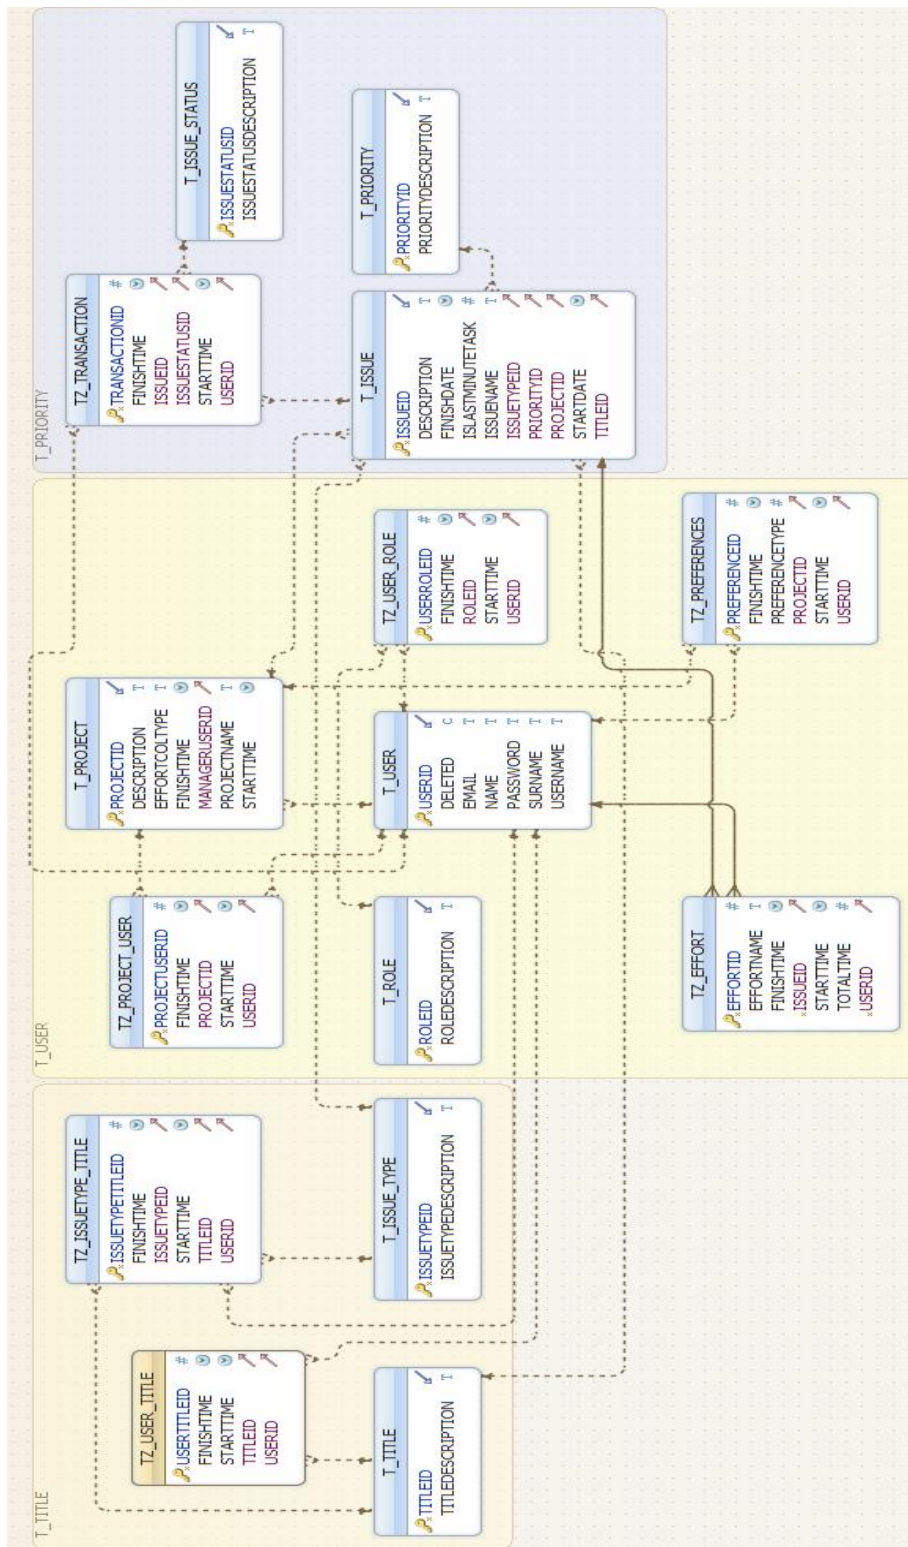 T_TITLE
TZ_USER_TITLE
USERTITLEID #
FINISHTIME
STARTTIME
TITLEID
USERID
T_TITLE
TITLEID
TITLEDESCRIPTION T
TZ_ISSUETYPE_TITLE
ISSUETYPETITLEID #
FINISHTIME
ISSUETYPEID
STARTTIME
TITLEID
USERID
T_ISSUE_TYPE
ISSUETYPEID
ISSUETYPEDESCRIPTION T
T_USER
TZ_PROJECT_USER
PROJECTUSERID #
FINISHTIME
PROJECTID
STARTTIME
USERID
T_PROJECT
PROJECTID
DESCRIPTION T
EFFORTCOLTYPE T
FINISHTIME
MANAGERUSERID
PROJECTNAME T
STARTTIME
T_ROLE
ROLEID
ROLEDESCRIPTION T
T_USER
USERID
DELETED C
EMAIL T
NAME T
PASSWORD T
SURNAME T
USERNAME T
TZ_USER_ROLE
USERROLEID #
FINISHTIME
ROLEID
STARTTIME
USERID
TZ_EFFORT
EFFORTID #
EFFORTNAME T
FINISHTIME
ISSUEID
STARTTIME
TOTALTIME #
USERID
TZ_PREFERENCES
PREFERENCEID #
FINISHTIME
PREFERENCETYPE #
PROJECTID
STARTTIME
USERID
T_PRIORITY
TZ_TRANSACTION
TRANSACTIONID #
FINISHTIME
ISSUEID
ISSUESTATUSID
STARTTIME
USERID
T_ISSUE_STATUS
ISSUESTATUSID
ISSUESTATUSDESCRIPTION T
T_ISSUE
ISSUEID
DESCRIPTION T
FINISHDATE
ISLASTMINUTETASK #
ISSUENAME T
ISSUETYPEID
PRIORITYID
PROJECTID
STARTDATE
TITLEID
T_PRIORITY
PRIORITYID
PRIORITYDESCRIPTION T